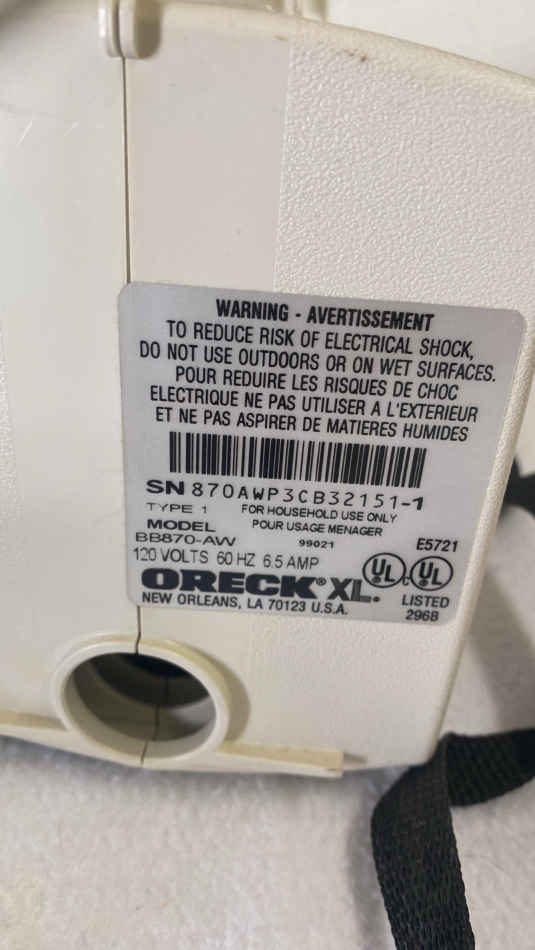 WARNING - AVERTISSEMENT
TO REDUCE RISK OF ELECTRICAL SHOCK,
DO NOT USE OUTDOORS OR ON WET SURFACES.
POUR REDUIRE LES RISQUES DE CHOC
ELECTRIQUE NE PAS UTILISER A L'EXTERIEUR
ET NE PAS ASPIRER DE MATIERES HUMIDES
SN 870AWP3CB32151-1
TYPE 1 FOR HOUSEHOLD USE ONLY
MODEL POUR USAGE MENAGER
BB870-AW 99021 E5721
120 VOLTS 60 HZ 6.5 AMP
ORECK® XL. UL UL
NEW ORLEANS, LA 70123 U.S.A. LISTED
296B